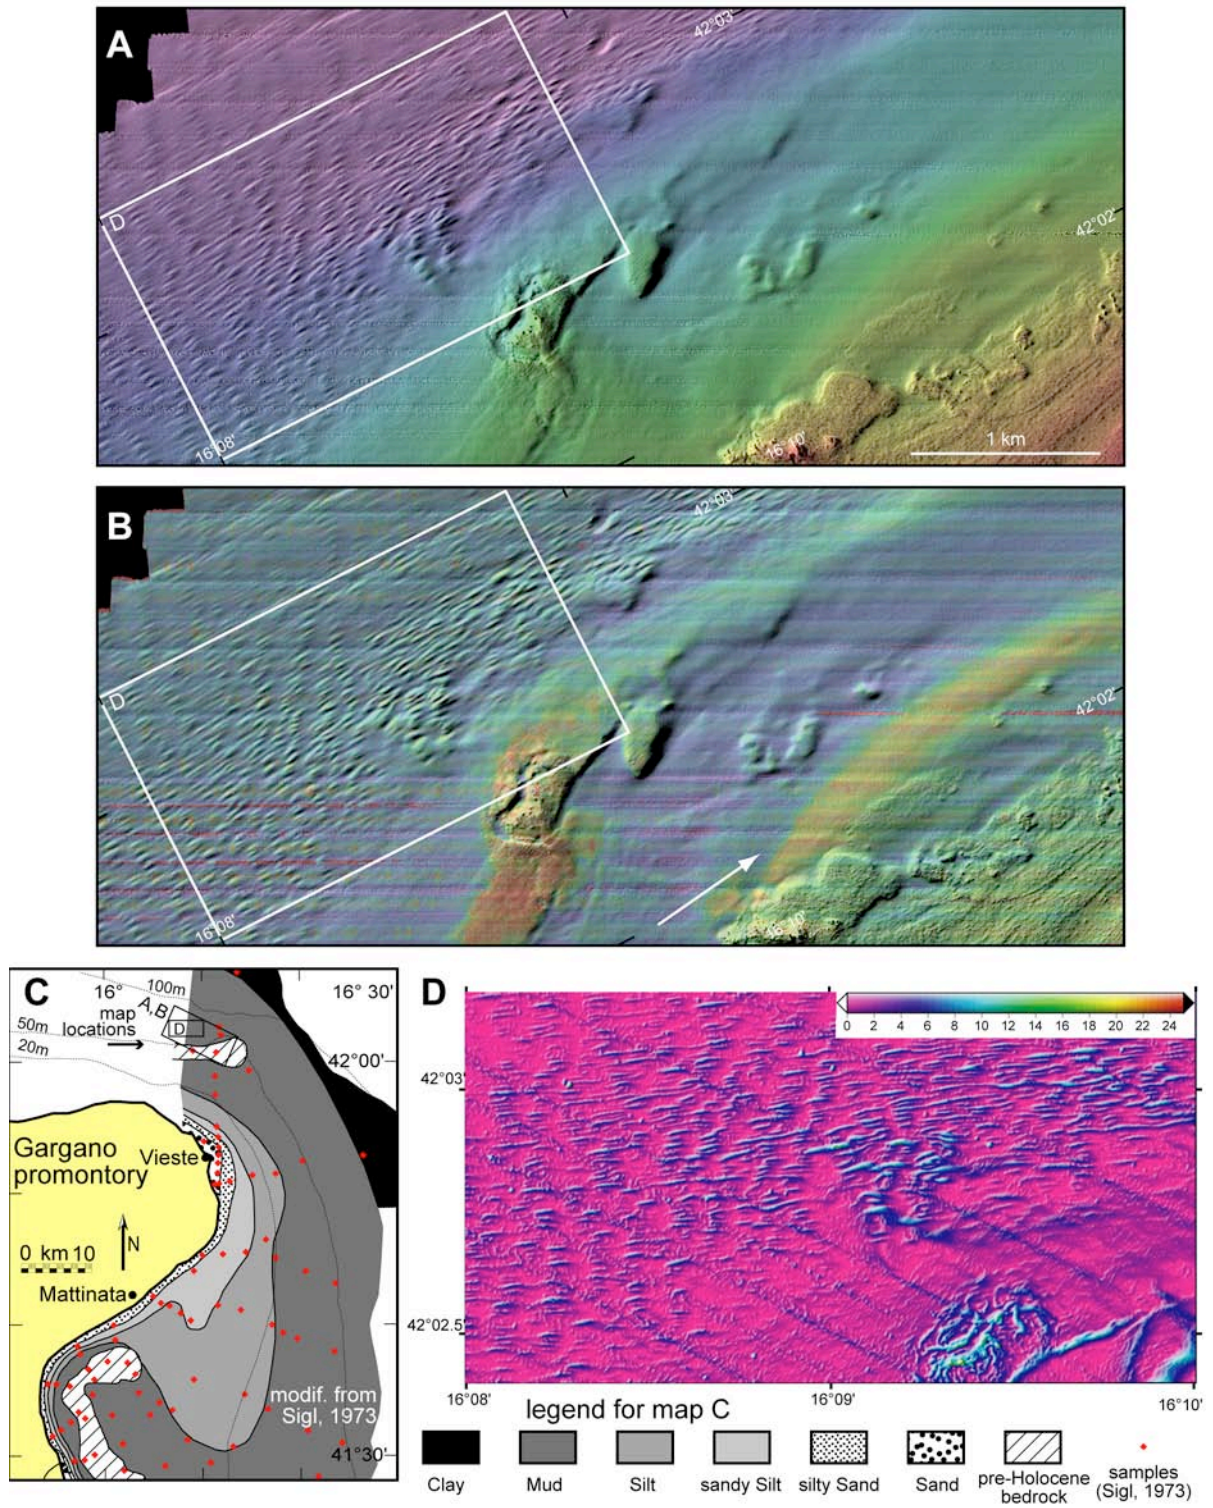 A
42°03'
D
42°02'
16°08'
16°10'
1 km
B
42°03'
D
42°02'
16°08'
16°10'
C
16°
16° 30'
100m
A,B
map
locations
D
50m
20m
42°00'
Gargano
promontory
Vieste
N
0 km 10
Mattinata
modif. from
Sigl, 1973
41°30'
D
0 2 4 6 8 10 12 14 16 18 20 22 24
42°03'
42°02.5'
16°08'
16°09'
16°10'
legend for map C
Clay
Mud
Silt
sandy Silt
silty Sand
Sand
pre-Holocene
bedrock
samples
(Sigl, 1973)